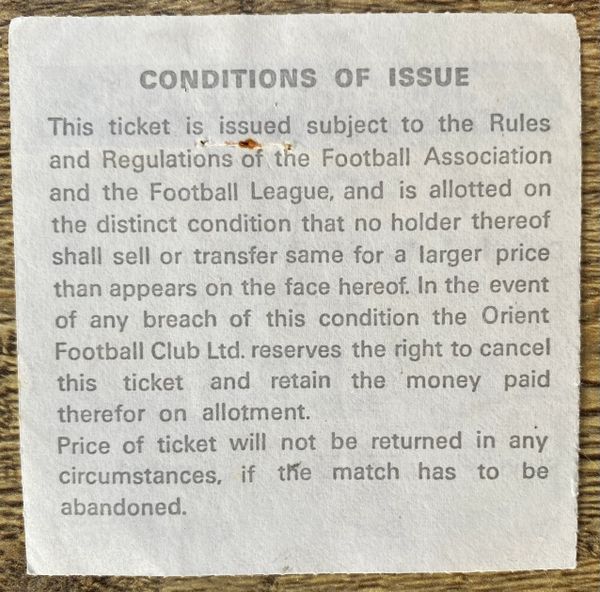 CONDITIONS OF ISSUE
This ticket is issued subject to the Rules
and Regulations of the Football Association
and the Football League, and is allotted on
the distinct condition that no holder thereof
shall sell or transfer same for a larger price
than appears on the face hereof. In the event
of any breach of this condition the Orient
Football Club Ltd. reserves the right to cancel
this ticket and retain the money paid
therefor on allotment.
Price of ticket will not be returned in any
circumstances, if the match has to be
abandoned.